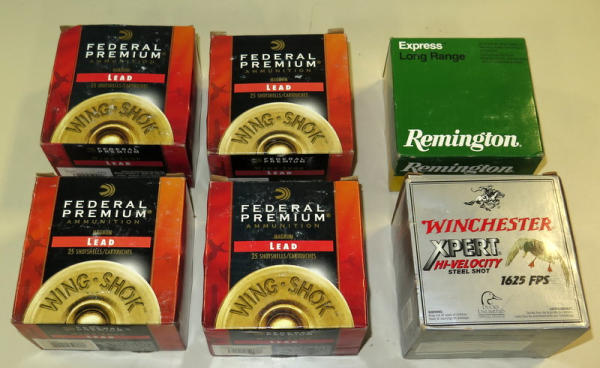 FEDERAL
PREMIUM
AMMUNITION
MAGNUM
LEAD
25 SHOTSHELLS/CARTOUCHES
WING·SHOK
FEDERAL
PREMIUM
AMMUNITION
MAGNUM
LEAD
25 SHOTSHELLS/CARTOUCHES
WING·SHOK
FEDERAL
Express
Long Range
Remington
Remington
FEDERAL
PREMIUM
AMMUNITION
MAGNUM
LEAD
25 SHOTSHELLS/CARTOUCHES
WING·SHOK
FEDERAL
PREMIUM
AMMUNITION
MAGNUM
LEAD
25 SHOTSHELLS/CARTOUCHES
WING·SHOK
WINCHESTER
XPERT
HI-VELOCITY
STEEL SHOT
1625 FPS